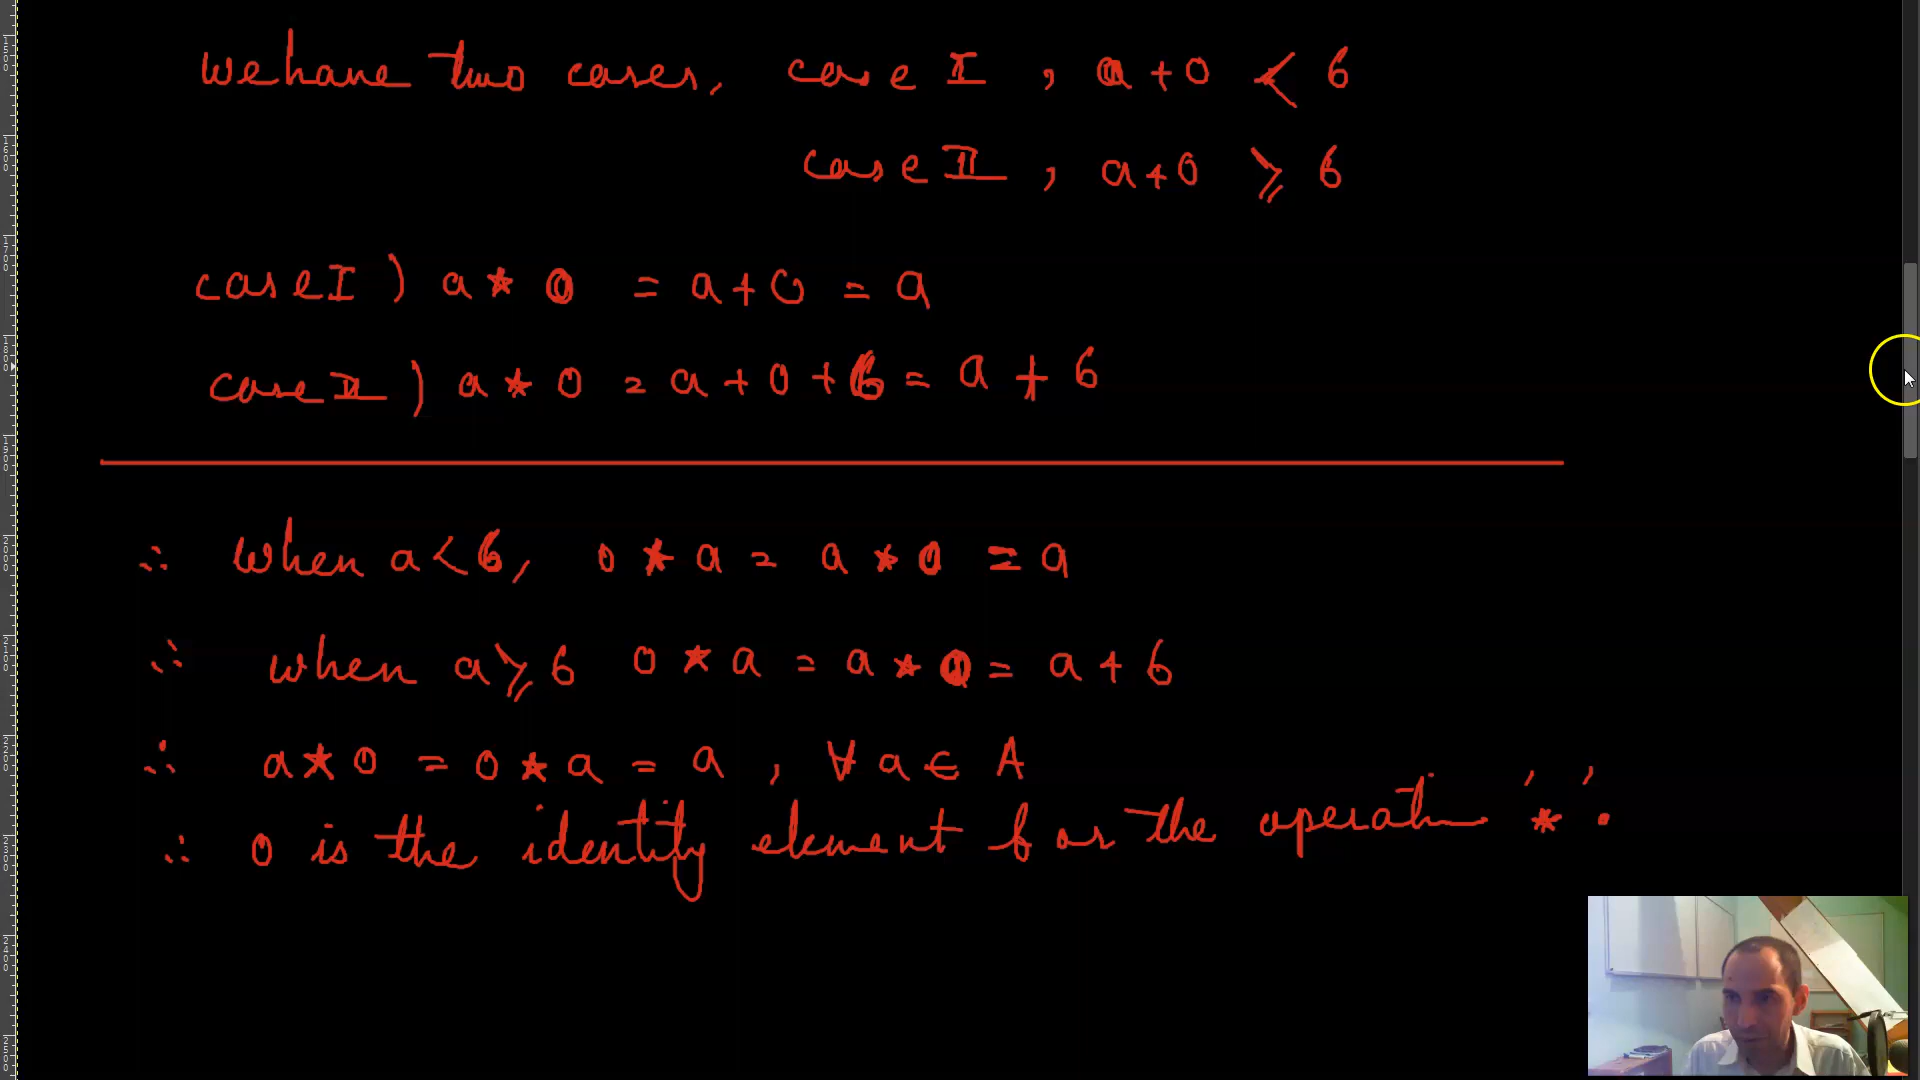 we have two cases, case I, a+0 < 6
case II, a+0 ⩾ 6
case I) a * 0 = a+0 = a
case II) a * 0 = a+0+6 = a+6
∴ when a<6, 0 * a = a * 0 = a
∴ when a⩾6 0 * a = a * 0 = a+6
∴ a * 0 = 0 * a = a, ∀ a ∈ A
∴ 0 is the identity element for the operation '*'.